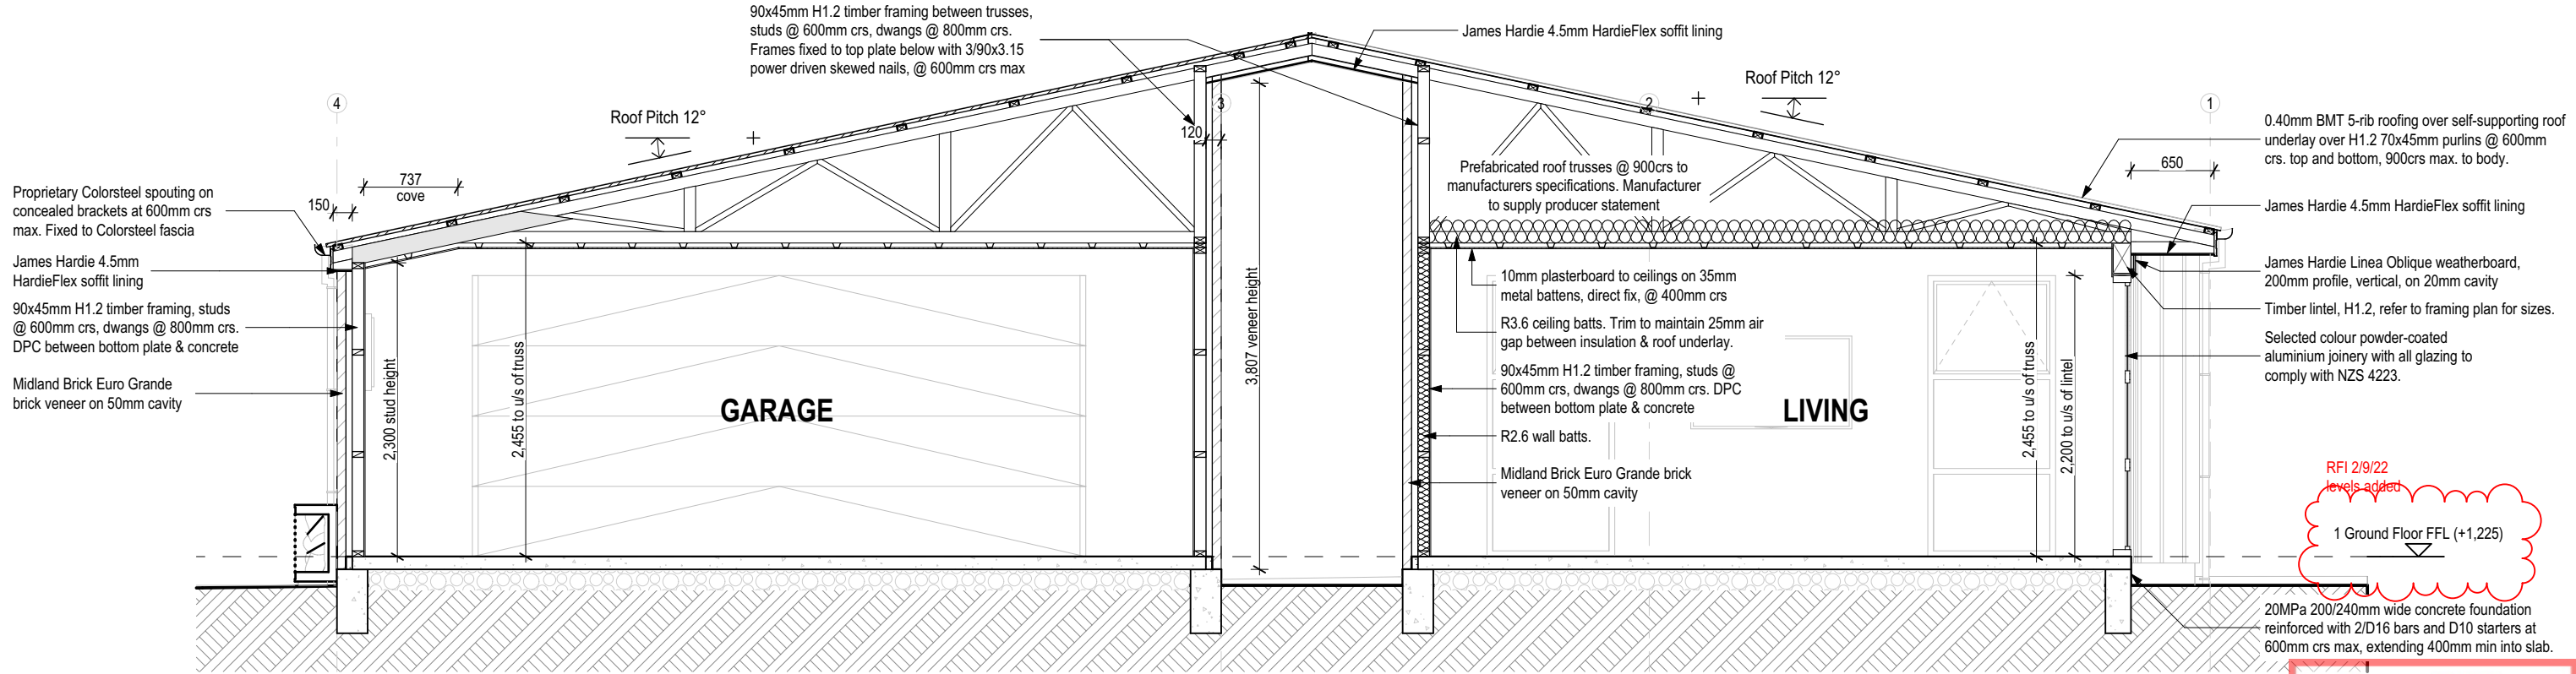 90x45mm H1.2 timber framing between trusses,
studs @ 600mm crs, dwangs @ 800mm crs.
Frames fixed to top plate below with 3/90x3.15
power driven skewed nails, @ 600mm crs max
James Hardie 4.5mm HardieFlex soffit lining
4
3
2
1
Roof Pitch 12°
Roof Pitch 12°
120
737
cove
150
650
Proprietary Colorsteel spouting on
concealed brackets at 600mm crs
max. Fixed to Colorsteel fascia
James Hardie 4.5mm
HardieFlex soffit lining
90x45mm H1.2 timber framing, studs
@ 600mm crs, dwangs @ 800mm crs.
DPC between bottom plate & concrete
Midland Brick Euro Grande
brick veneer on 50mm cavity
2,300 stud height
2,455 to u/s of truss
GARAGE
3,807 veneer height
Prefabricated roof trusses @ 900crs to
manufacturers specifications. Manufacturer
to supply producer statement
10mm plasterboard to ceilings on 35mm
metal battens, direct fix, @ 400mm crs
R3.6 ceiling batts. Trim to maintain 25mm air
gap between insulation & roof underlay.
90x45mm H1.2 timber framing, studs @
600mm crs, dwangs @ 800mm crs. DPC
between bottom plate & concrete
R2.6 wall batts.
Midland Brick Euro Grande brick
veneer on 50mm cavity
LIVING
2,455 to u/s of truss
2,200 to u/s of lintel
0.40mm BMT 5-rib roofing over self-supporting roof
underlay over H1.2 70x45mm purlins @ 600mm
crs. top and bottom, 900crs max. to body.
James Hardie 4.5mm HardieFlex soffit lining
James Hardie Linea Oblique weatherboard,
200mm profile, vertical, on 20mm cavity
Timber lintel, H1.2, refer to framing plan for sizes.
Selected colour powder-coated
aluminium joinery with all glazing to
comply with NZS 4223.
RFI 2/9/22
levels added
1 Ground Floor FFL (+1,225)
20MPa 200/240mm wide concrete foundation
reinforced with 2/D16 bars and D10 starters at
600mm crs max, extending 400mm min into slab.